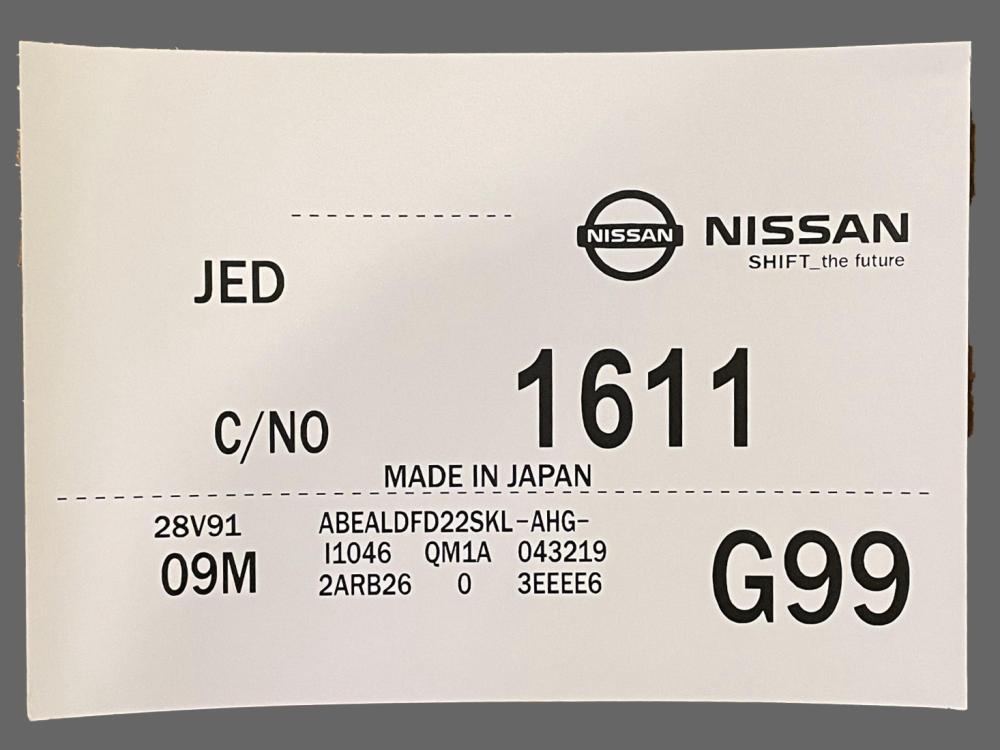 NISSAN NISSAN
SHIFT_the future
JED
1611
C/NO
MADE IN JAPAN
28V91 ABEALDFD22SKL-AHG-
09M I1046 QM1A 043219
2ARB26 0 3EEEE6
G99